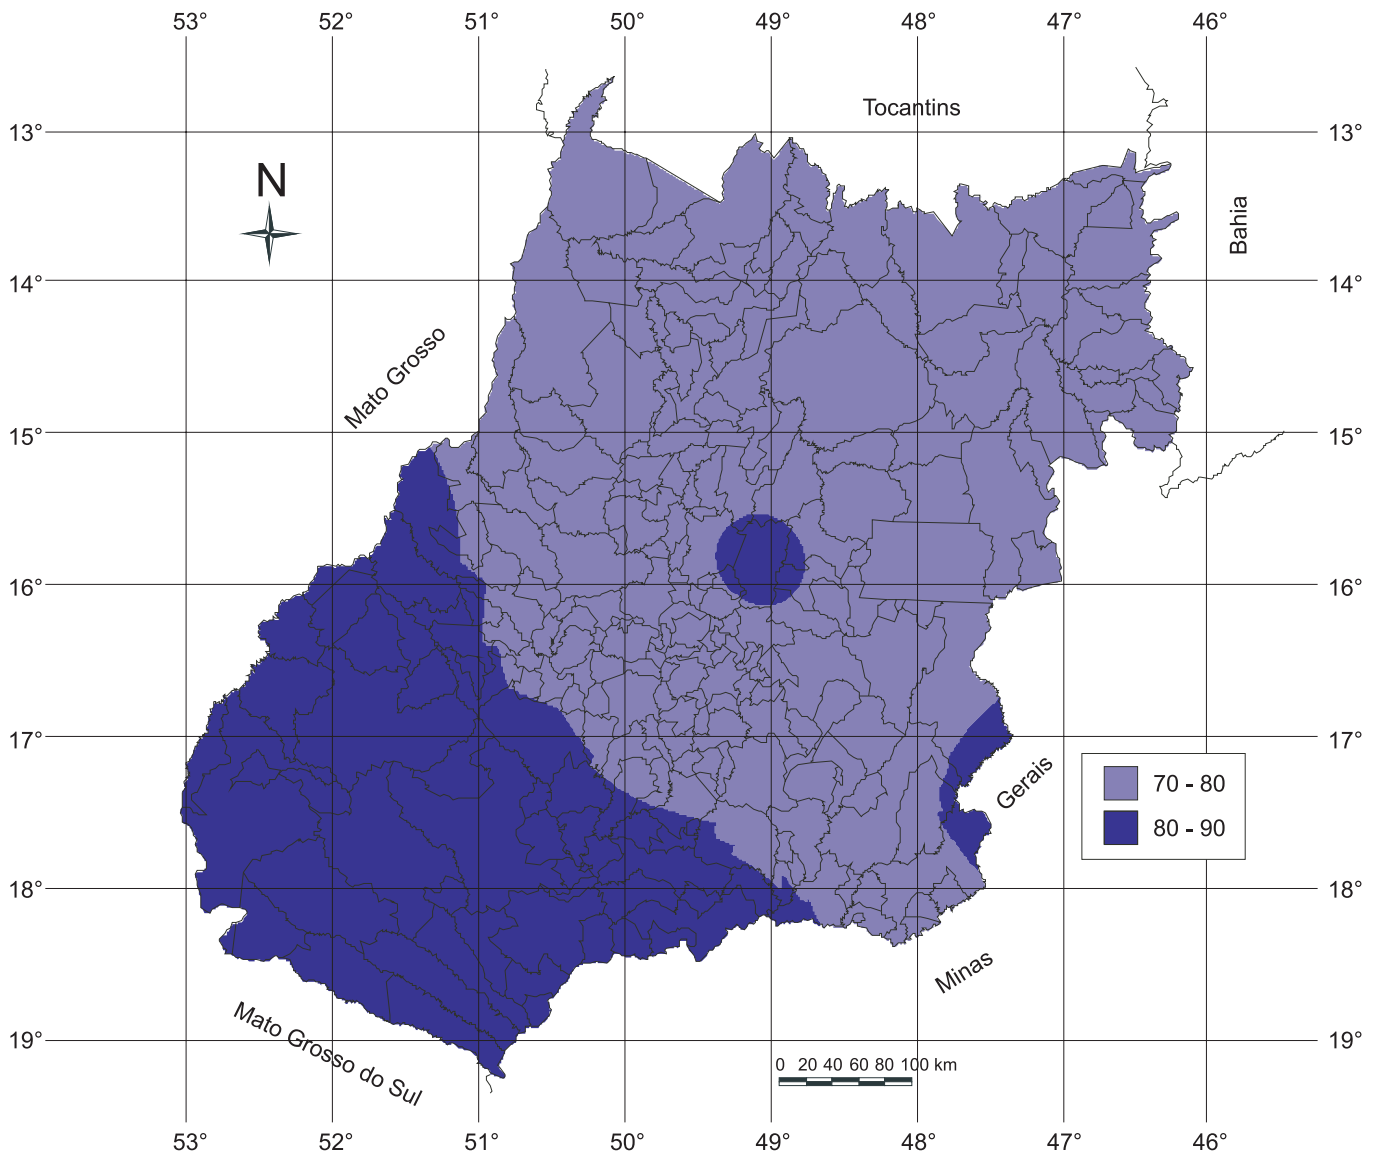 53° 52° 51° 50° 49° 48° 47° 46°
Tocantins
13° 13°
N
Bahia
14° 14°
Mato Grosso
15° 15°
16° 16°
17° 17°
Gerais
70 - 80
80 - 90
18° 18°
Minas
Mato Grosso do Sul
19° 19°
0 20 40 60 80 100 km
53° 52° 51° 50° 49° 48° 47° 46°